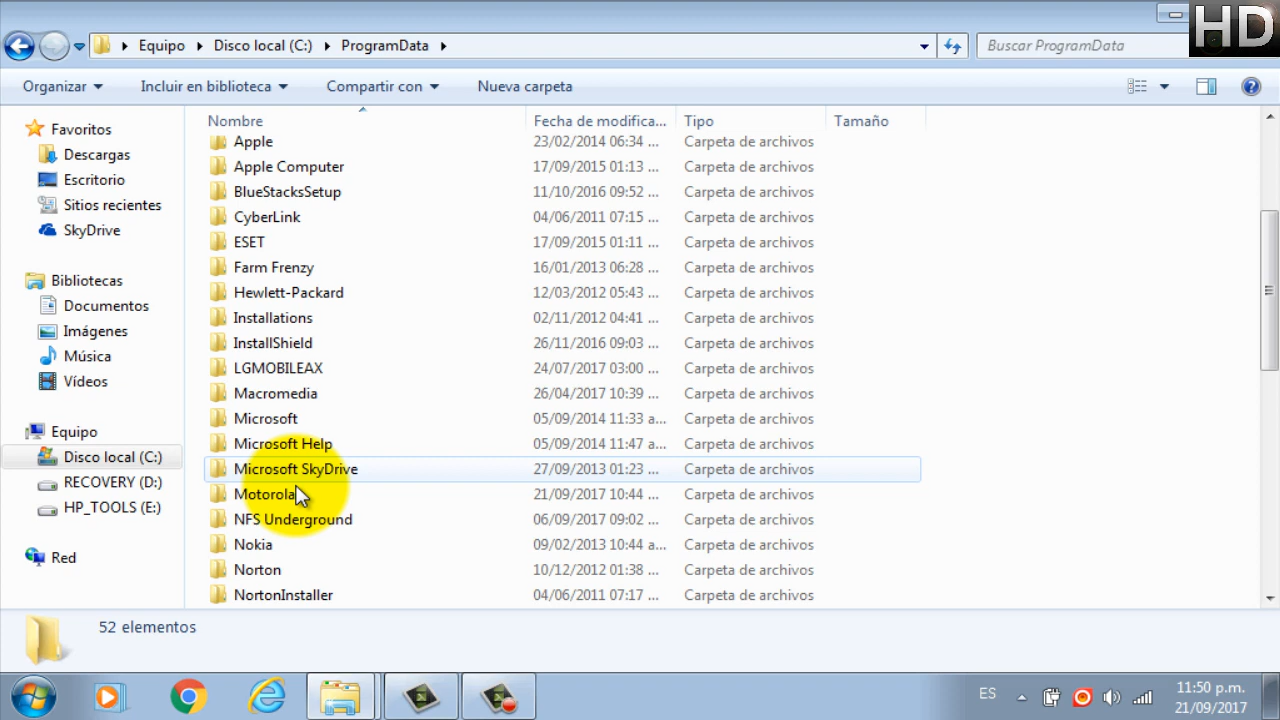 HD
Equipo Disco local (C:) ProgramData
Buscar ProgramData
Organizar Incluir en biblioteca Compartir con Nueva carpeta
Nombre Fecha de modifica... Tipo Tamaño
Favoritos
Descargas
Escritorio
Sitios recientes
SkyDrive
Bibliotecas
Documentos
Imágenes
Música
Vídeos
Equipo
Disco local (C:)
RECOVERY (D:)
HP_TOOLS (E:)
Red
Apple 23/02/2014 06:34 ... Carpeta de archivos
Apple Computer 17/09/2015 01:13 ... Carpeta de archivos
BlueStacksSetup 11/10/2016 09:52 ... Carpeta de archivos
CyberLink 04/06/2011 07:15 ... Carpeta de archivos
ESET 17/09/2015 01:11 ... Carpeta de archivos
Farm Frenzy 16/01/2013 06:28 ... Carpeta de archivos
Hewlett-Packard 12/03/2012 05:43 ... Carpeta de archivos
Installations 02/11/2012 04:41 ... Carpeta de archivos
InstallShield 26/11/2016 09:03 ... Carpeta de archivos
LGMOBILEAX 24/07/2017 03:00 ... Carpeta de archivos
Macromedia 26/04/2017 10:39 ... Carpeta de archivos
Microsoft 05/09/2014 11:33 a... Carpeta de archivos
Microsoft Help 05/09/2014 11:47 a... Carpeta de archivos
Microsoft SkyDrive 27/09/2013 01:23 ... Carpeta de archivos
Motorola 21/09/2017 10:44 ... Carpeta de archivos
NFS Underground 06/09/2017 09:02 ... Carpeta de archivos
Nokia 09/02/2013 10:44 a... Carpeta de archivos
Norton 10/12/2012 01:38 ... Carpeta de archivos
NortonInstaller 04/06/2011 07:17 ... Carpeta de archivos
52 elementos
ES
11:50 p.m.
21/09/2017